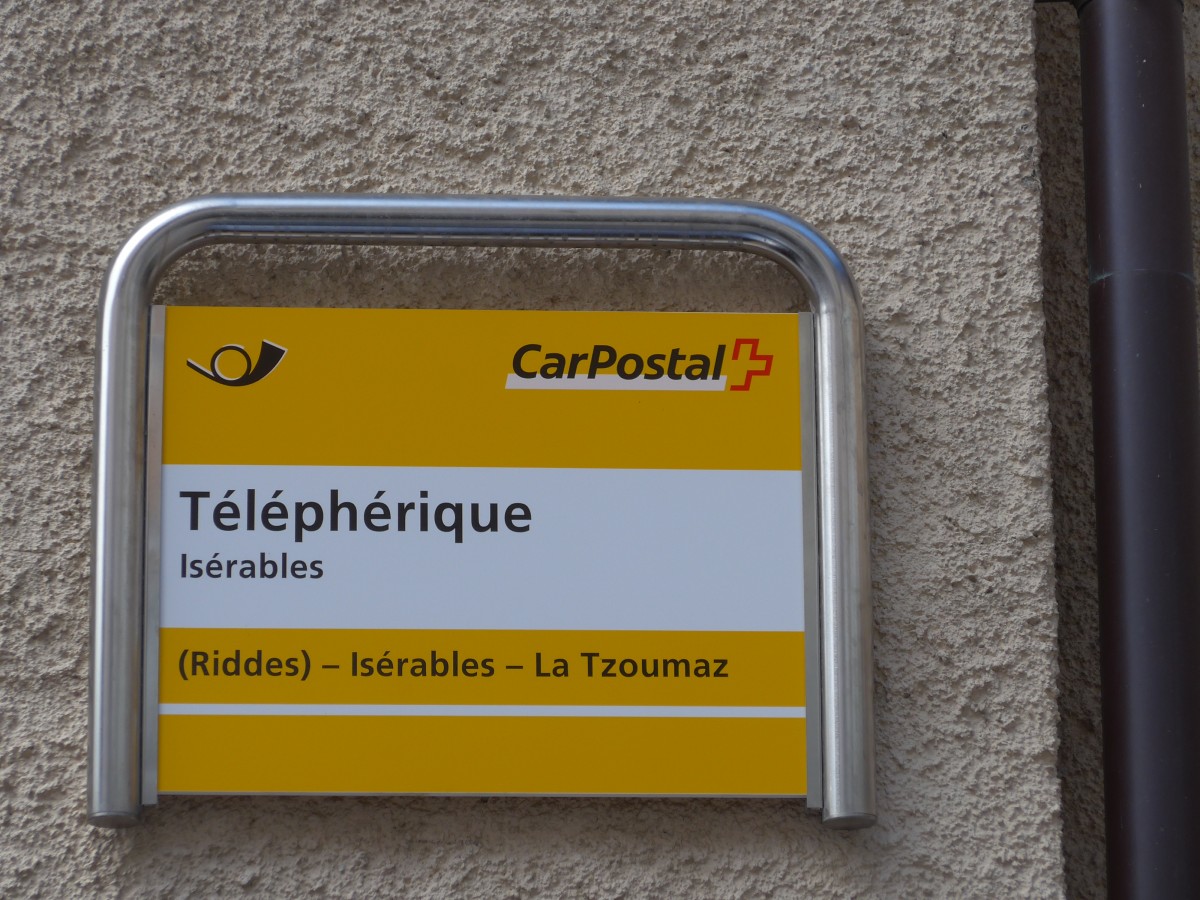 CarPostal
Téléphérique
Isérables
(Riddes) – Isérables – La Tzoumaz